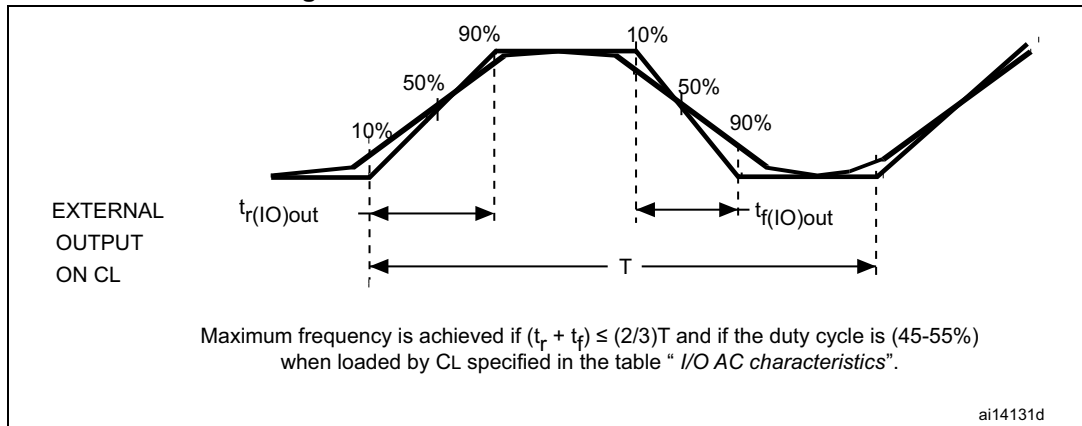 90% 10%
50% 50%
10% 90%
EXTERNAL
OUTPUT
ON CL
tr(IO)out tf(IO)out
T
Maximum frequency is achieved if (tr + tf) ≤ (2/3)T and if the duty cycle is (45-55%)
when loaded by CL specified in the table “ I/O AC characteristics”.
ai14131d